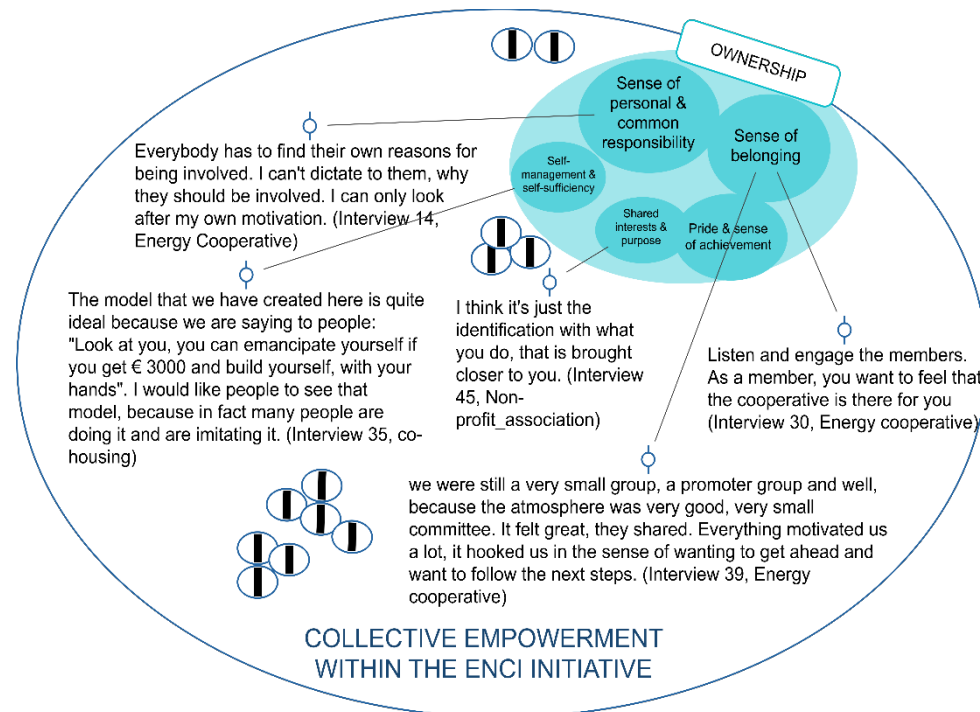 OWNERSHIP
Sense of
personal &
common
responsibility
Sense of
belonging
Self-
management &
self-sufficiency
Shared
interests &
purpose
Pride & sense
of achievement
Everybody has to find their own reasons for
being involved. I can't dictate to them, why
they should be involved. I can only look
after my own motivation. (Interview 14,
Energy Cooperative)
The model that we have created here is quite
ideal because we are saying to people:
"Look at you, you can emancipate yourself if
you get € 3000 and build yourself, with your
hands". I would like people to see that
model, because in fact many people are
doing it and are imitating it. (Interview 35, co-
housing)
I think it's just the
identification with what
you do, that is brought
closer to you. (Interview
45, Non-
profit_association)
Listen and engage the members.
As a member, you want to feel that
the cooperative is there for you
(Interview 30, Energy cooperative)
we were still a very small group, a promoter group and well,
because the atmosphere was very good, very small
committee. It felt great, they shared. Everything motivated us
a lot, it hooked us in the sense of wanting to get ahead and
want to follow the next steps. (Interview 39, Energy
cooperative)
COLLECTIVE EMPOWERMENT
WITHIN THE ENCI INITIATIVE